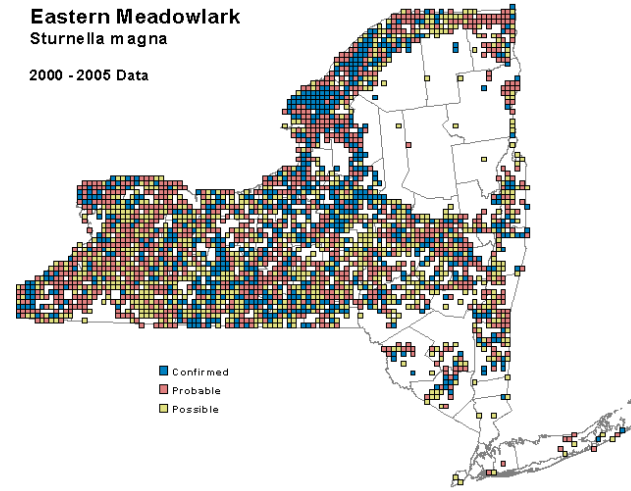 Eastern Meadowlark
Sturnella magna
2000 - 2005 Data
Confirmed
Probable
Possible